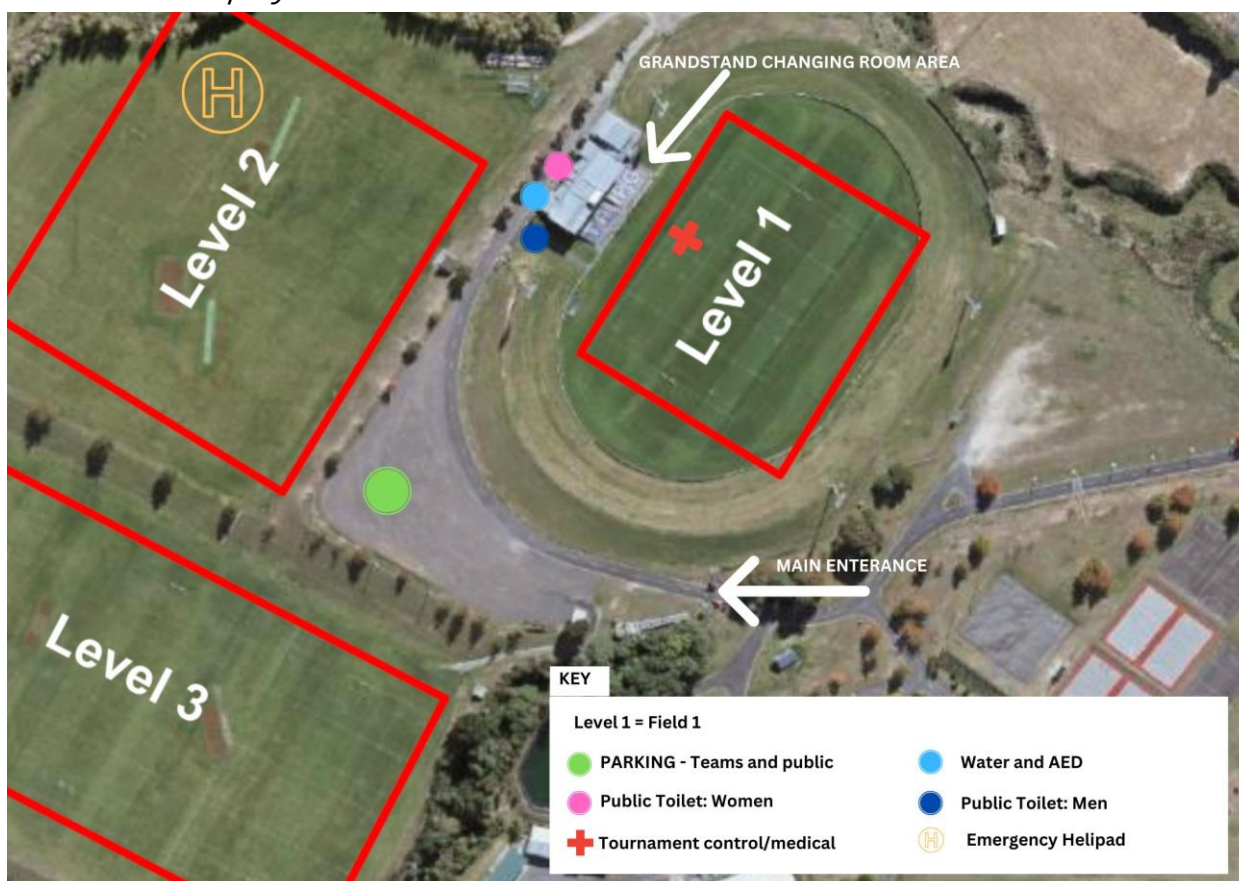 GRANDSTAND CHANGING ROOM AREA
Level 2
Level 1
MAIN ENTERANCE
Level 3
KEY
Level 1 = Field 1
PARKING - Teams and public
Water and AED
Public Toilet: Women
Public Toilet: Men
Tournament control/medical
Emergency Helipad